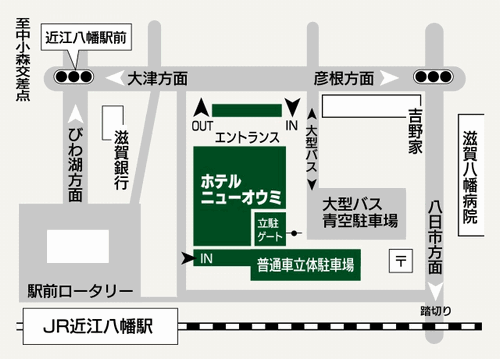 至中小森交差点
近江八幡駅前
大津方面
彦根方面
OUT
IN
エントランス
大型バス
吉野家
滋賀銀行
びわ湖方面
滋賀八幡病院
ホテル
ニューオウミ
立駐
ゲート
大型バス
青空駐車場
八日市方面
IN
普通車立体駐車場
〒
駅前ロータリー
踏切り
JR近江八幡駅